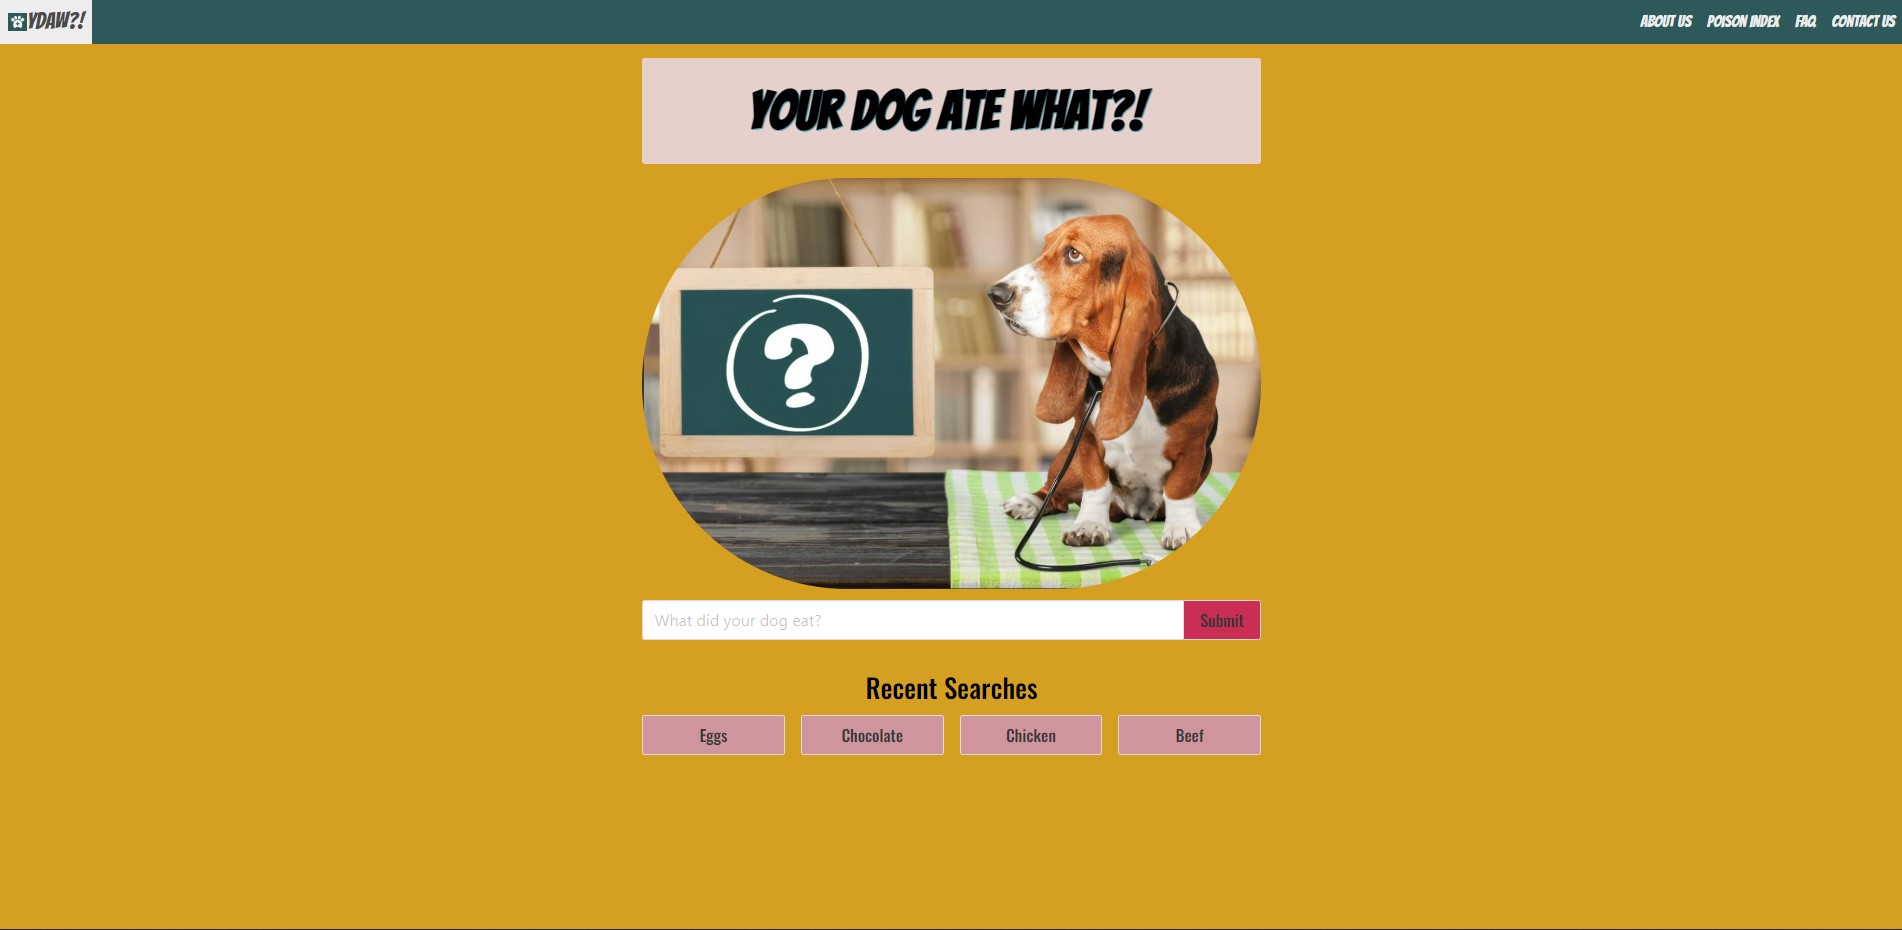 YDAW?!
ABOUT US POISON INDEX FAQ CONTACT US
YOUR DOG ATE WHAT?!
?
What did your dog eat? Submit
Recent Searches
Eggs Chocolate Chicken Beef